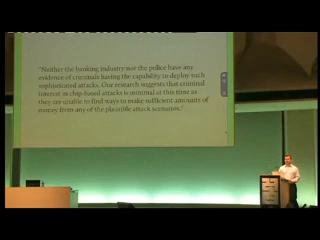 "Neither the banking industry nor the police have any
evidence of criminals having the capability to deploy such
sophisticated attacks. Our research suggests that criminal
interest in chip-based attacks is minimal at this time as
they are unable to find ways to make sufficient amounts of
money from any of the plausible attack scenarios."